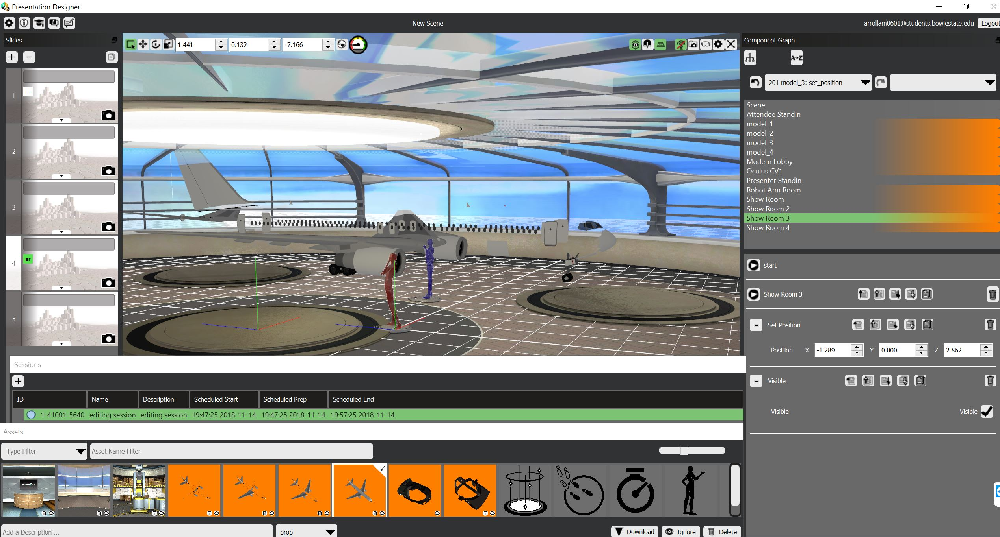 Presentation Designer
New Scene
arrollam0601@students.bowiestate.edu
Logout
Slides
1.441
0.132
-7.166
Component Graph
A↔Z
201 model_3: set_position
1
--
2
3
4
ar
5
Scene
Attendee Standin
model_1
model_2
model_3
model_4
Modern Lobby
Oculus CV1
Presenter Standin
Robot Arm Room
Show Room
Show Room 2
Show Room 3
Show Room 4
start
Show Room 3
Set Position
Position X -1.289 Y 0.000 Z 2.862
Visible
Visible Visible
Sessions
ID Name Description Scheduled Start Scheduled Prep Scheduled End
1-41081-5640 editing session editing session 19:47:25 2018-11-14 19:47:25 2018-11-14 19:57:25 2018-11-14
Assets
Type Filter
Asset Name Filter
WORLD VIZ
Add a Description ...
prop
Download
Ignore
Delete